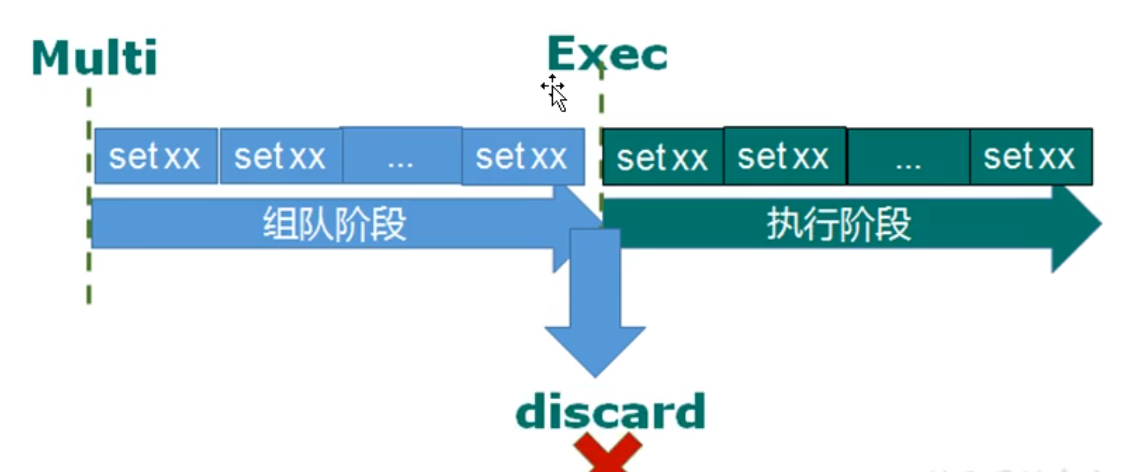 Multi
Exec
set xx set xx ... set xx set xx set xx ... set xx
组队阶段 执行阶段
discard